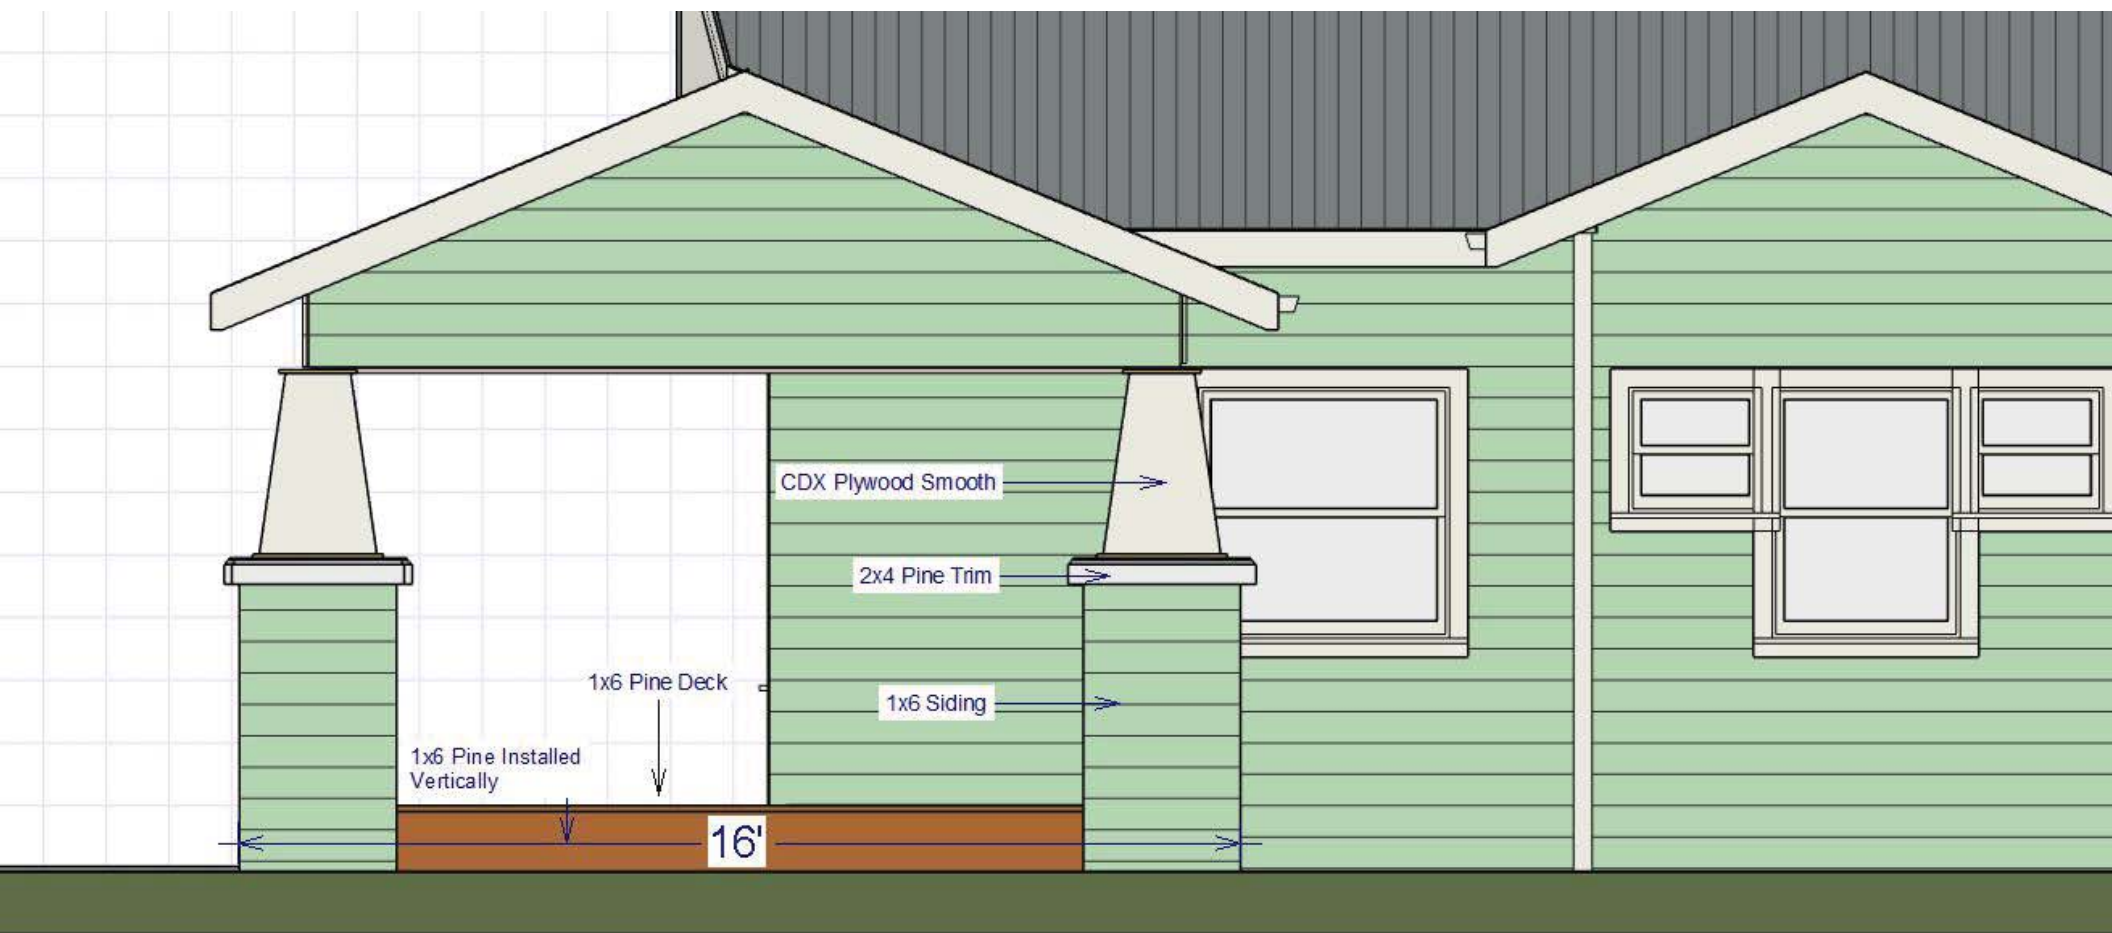 CDX Plywood Smooth
2x4 Pine Trim
1x6 Pine Deck
1x6 Siding
1x6 Pine Installed
Vertically
16'